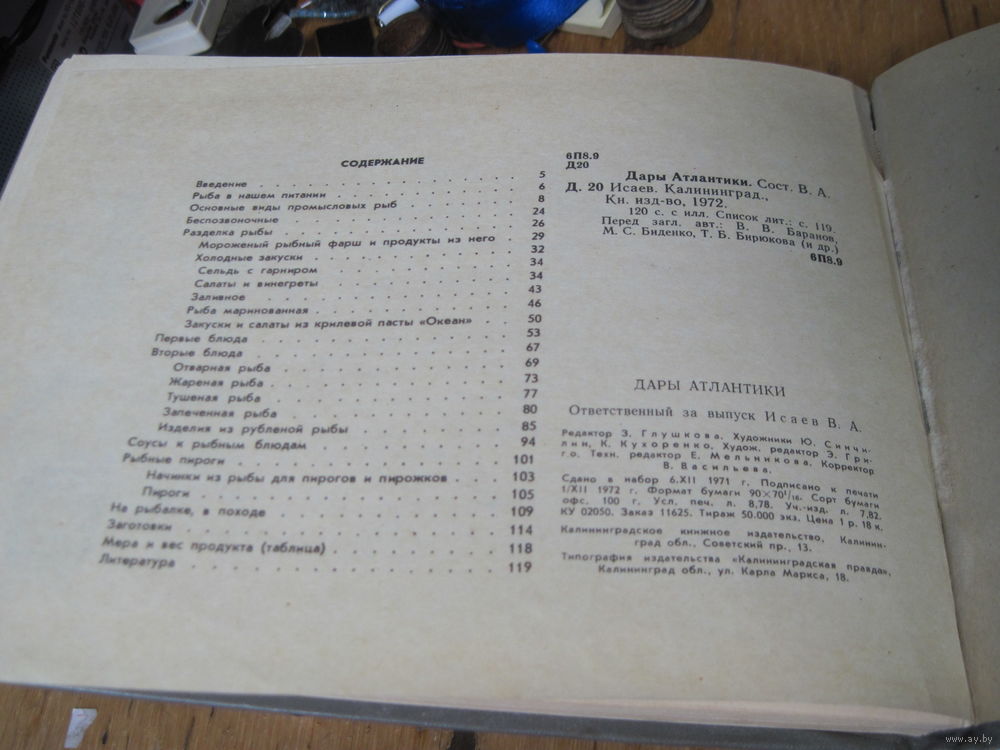 СОДЕРЖАНИЕ
Введение . . . 5
Рыба в нашем питании . . . 6
Основные виды промысловых рыб . . . 8
Беспозвоночные . . . 24
Разделка рыбы . . . 26
Мороженый рыбный фарш и продукты из него . 29
Холодные закуски . . . 32
Сельдь с гарниром . . . 34
Салаты и винегреты . . . 34
Заливное . . . 43
Рыба маринованная . . . 46
Закуски и салаты из крилевой пасты «Океан» . . 50
Первые блюда . . . 53
Вторые блюда . . . 67
Отварная рыба . . . 69
Жареная рыба . . . 73
Тушеная рыба . . . 77
Запеченная рыба . . . 80
Изделия из рубленой рыбы . . . 85
Соусы к рыбным блюдам . . . 94
Рыбные пироги . . . 101
Начинки из рыбы для пирогов и пирожков . . . 103
Пироги . . . 105
На рыбалке, в походе . . . 109
Заготовки . . . 114
Мера и вес продукта (таблица) . . . 118
Литература . . . 119
6П8.9
Д20
Дары Атлантики. Сост. В. А.
Д. 20 Исаев. Калининград.,
Кн. изд-во, 1972.
120 с. с илл. Список лит.: с. 119.
Перед загл. авт.: В. В. Баранов,
М. С. Биденко, Т. Б. Бирюкова (и др.)
6П8.9
ДАРЫ АТЛАНТИКИ
Ответственный за выпуск Исаев В. А.
Редактор З. Глушкова. Художники Ю. Синчи-
лин, К. Кухоренко. Худож. редактор Э. Гри-
го. Техн. редактор Е. Мельникова. Корректор
В. Васильева.
Сдано в набор 6.XII 1971 г. Подписано к печати
1/XII 1972 г. Формат бумаги 90×70¹/₁₆. Сорт бумаги
офс. 100 г. Усл. печ. л. 8,78. Уч.-изд. л. 7,82.
КУ 02050. Заказ 11625. Тираж 50.000 экз. Цена 1 р. 18 к.
Калининградское книжное издательство, Калинин-
град обл., Советский пр., 13.
Типография издательства «Калининградская правда»,
Калининград обл., ул. Карла Маркса, 18.
www.ay.by